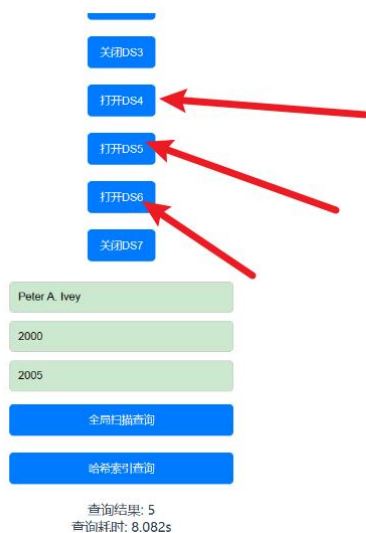 关闭DS3
打开DS4
打开DS5
打开DS6
关闭DS7
Peter A. Ivey
2000
2005
全局扫描查询
哈希索引查询
查询结果: 5
查询耗时: 8.082s